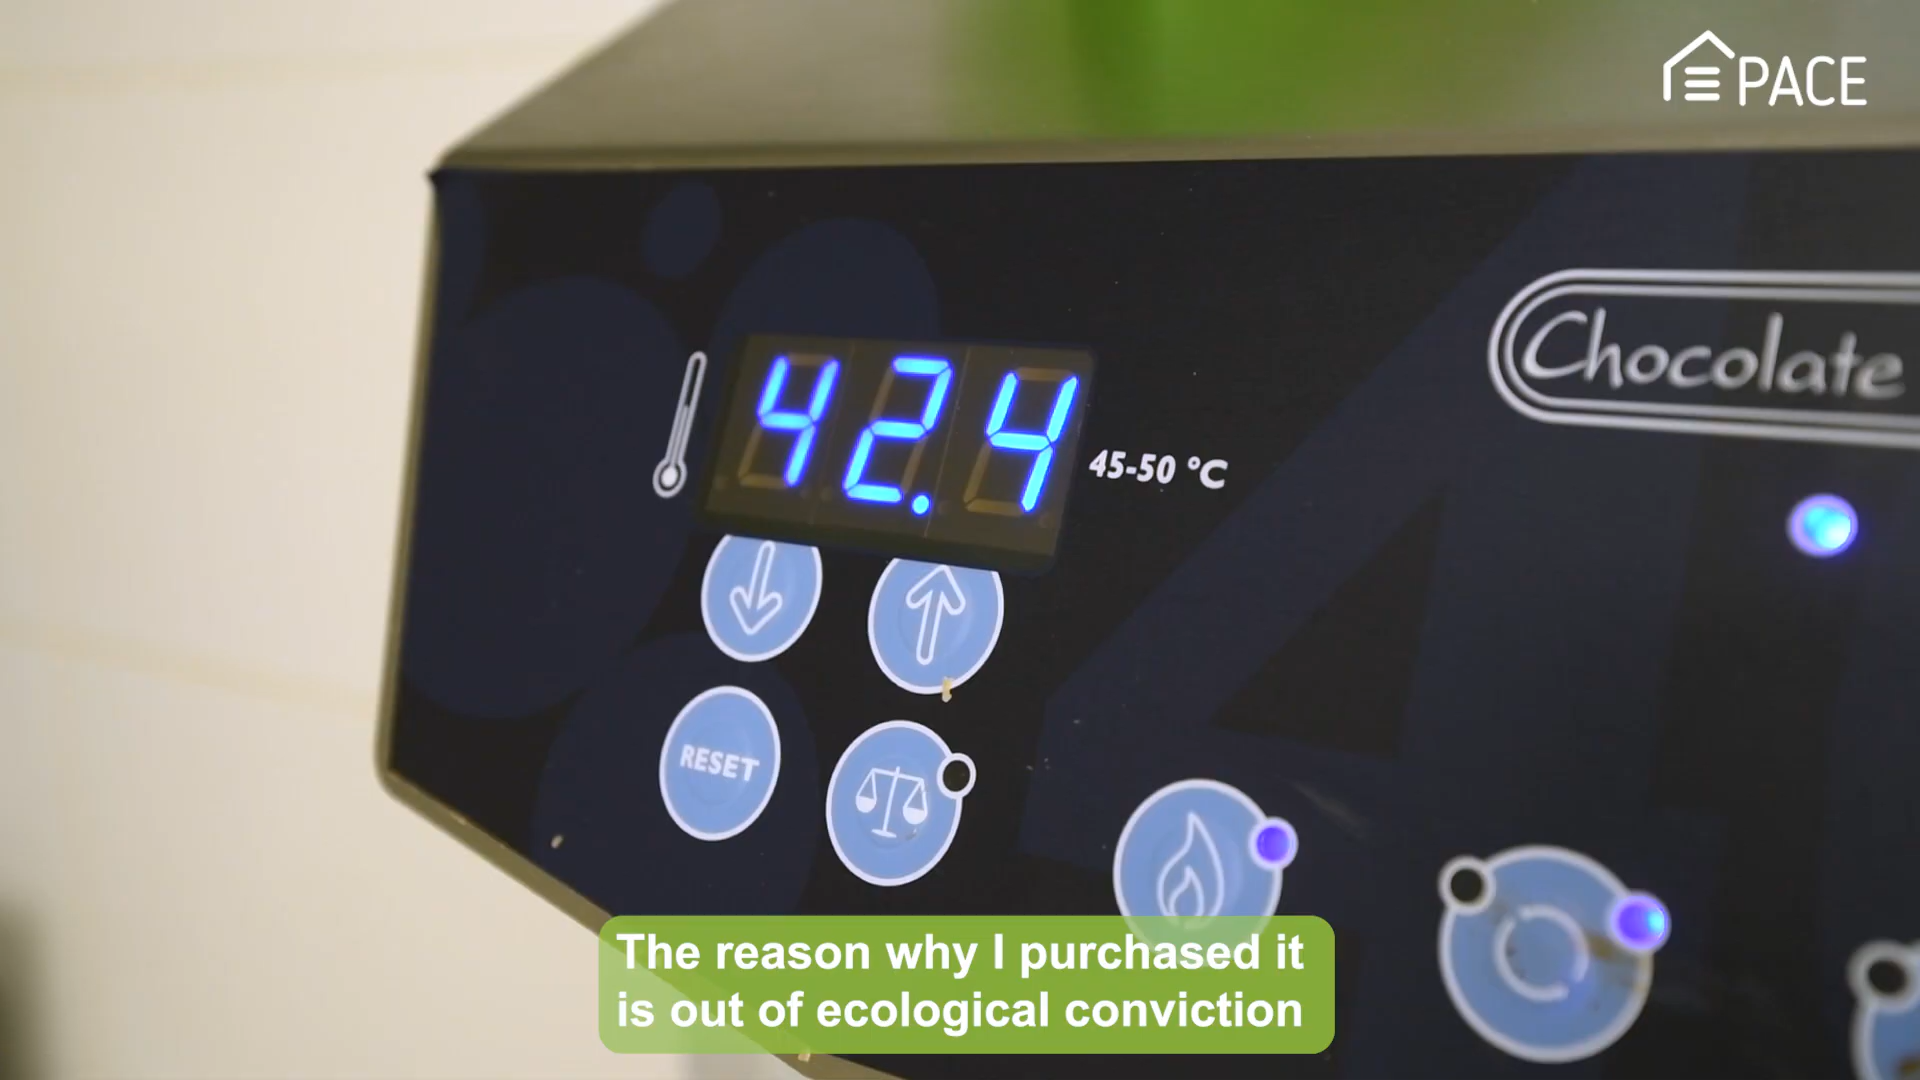 PACE
Chocolate
42.4
45-50 °C
RESET
The reason why I purchased it
is out of ecological conviction